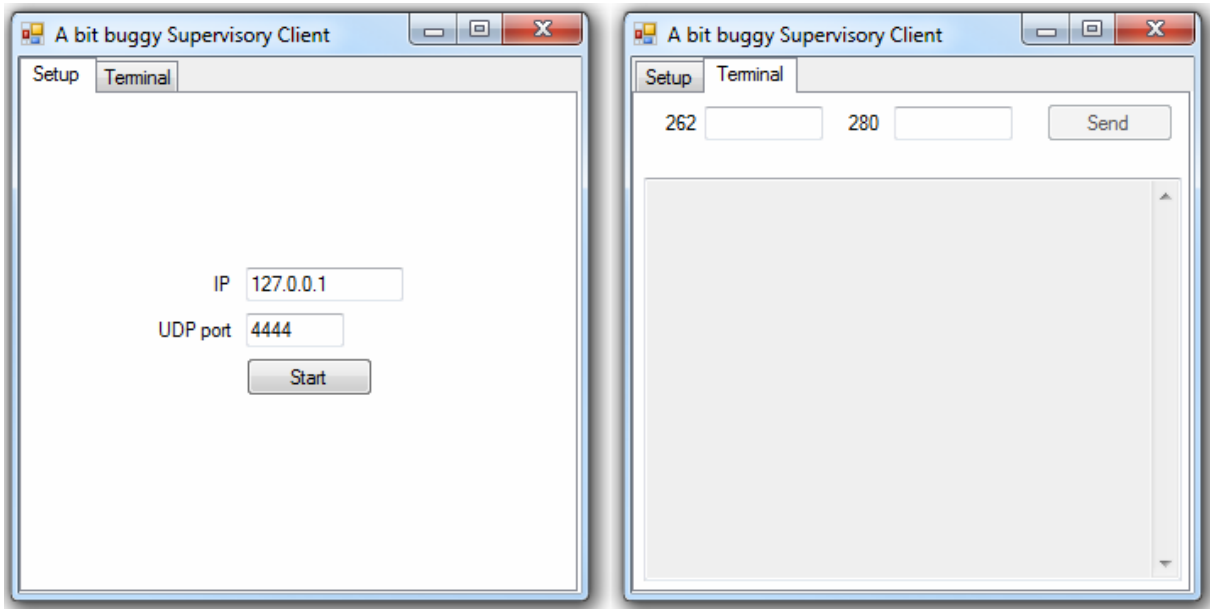 A bit buggy Supervisory Client
Setup Terminal
IP 127.0.0.1
UDP port 4444
Start
A bit buggy Supervisory Client
Setup Terminal
262 280 Send